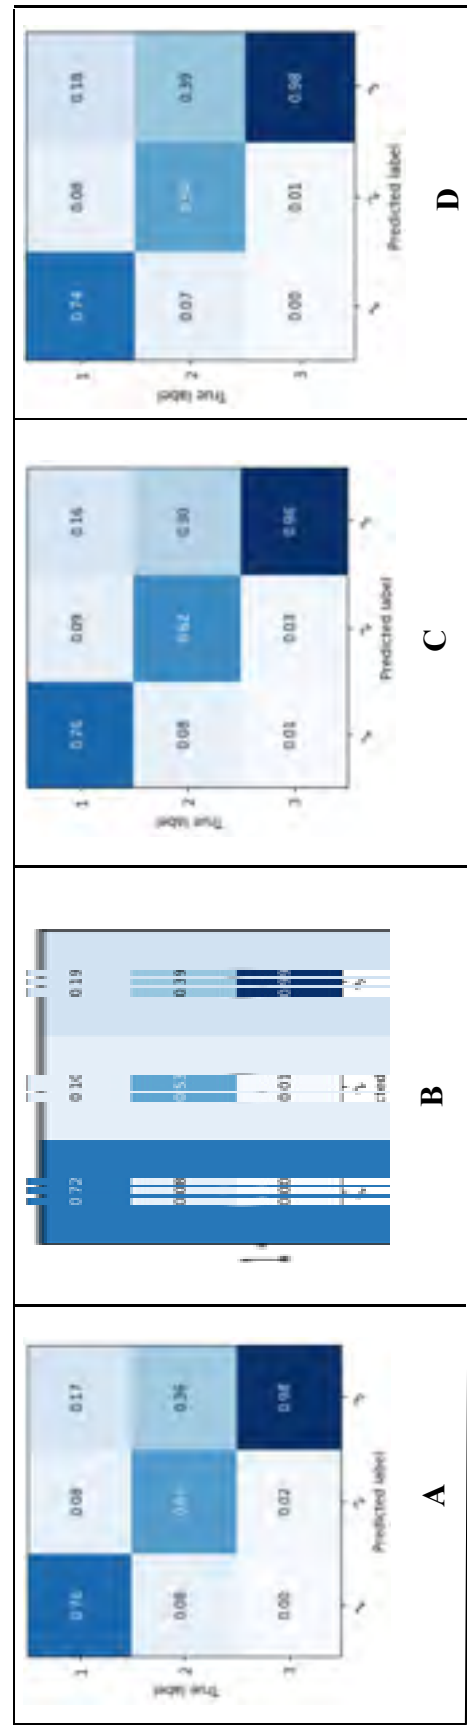 1 0.76 0.08 0.17
2 0.08 0.36
3 0.00 0.02 0.98
True label
Predicted label
A
0.72 0.10 0.19
0.08 0.53 0.39
0.00 0.01 0.99
B
1 0.76 0.09 0.16
2 0.08 0.62 0.30
3 0.01 0.03 0.96
True label
Predicted label
C
1 0.74 0.08 0.18
2 0.07 0.39
3 0.00 0.01 0.98
True label
Predicted label
D